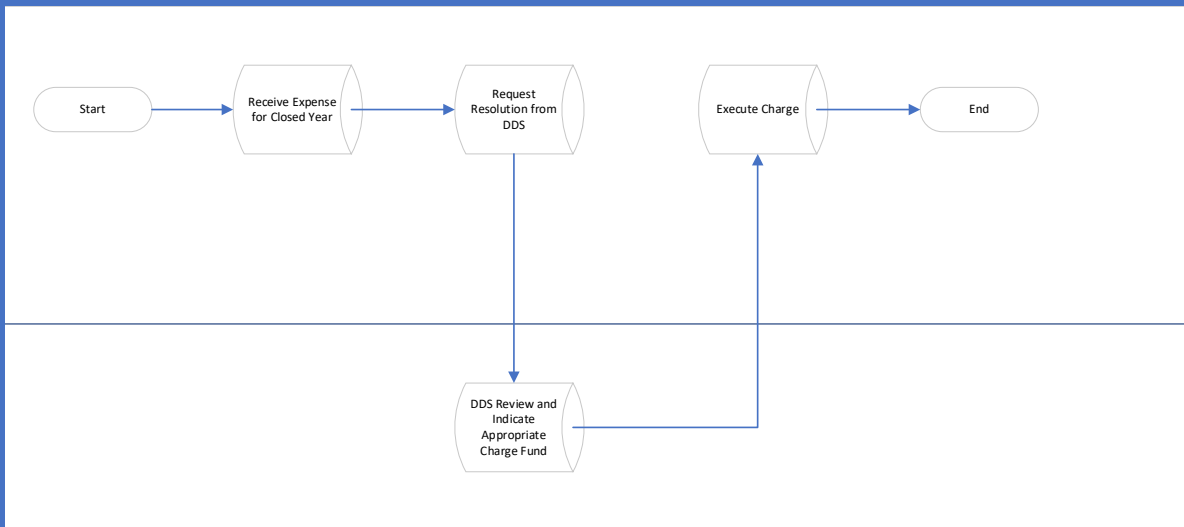 Start
Receive Expense
for Closed Year
Request
Resolution from
DDS
Execute Charge
End
DDS Review and
Indicate
Appropriate
Charge Fund